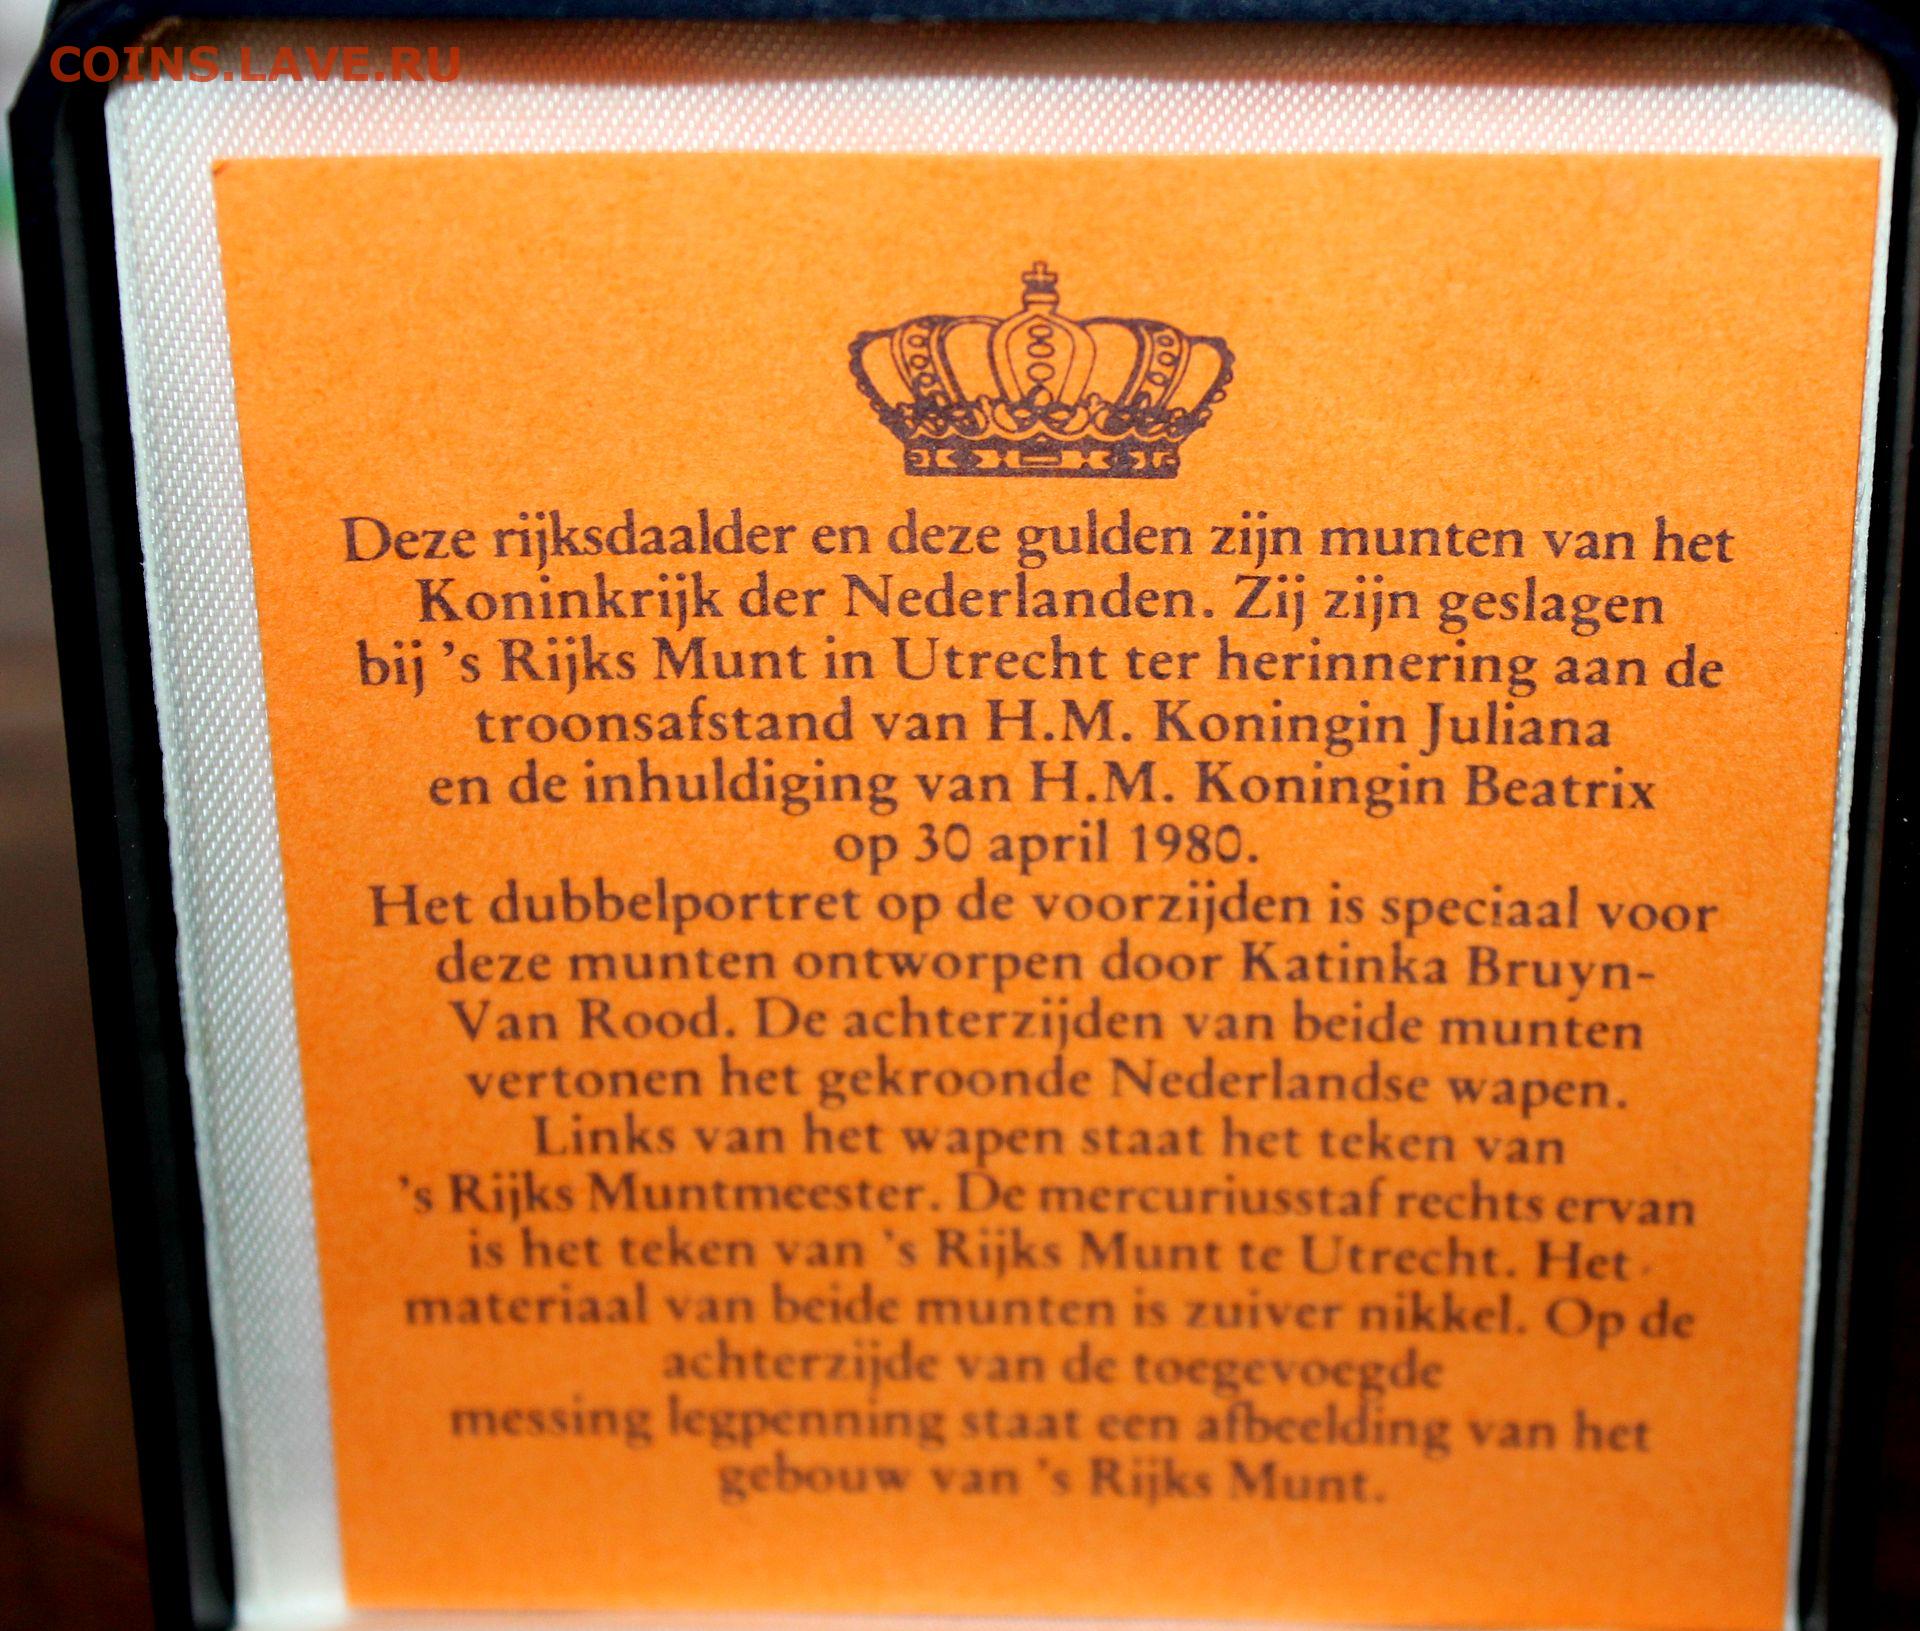 COINS.LAVE.RU
Deze rijksdaalder en deze gulden zijn munten van het
Koninkrijk der Nederlanden. Zij zijn geslagen
bij 's Rijks Munt in Utrecht ter herinnering aan de
troonsafstand van H.M. Koningin Juliana
en de inhuldiging van H.M. Koningin Beatrix
op 30 april 1980.
Het dubbelportret op de voorzijden is speciaal voor
deze munten ontworpen door Katinka Bruyn-
Van Rood. De achterzijden van beide munten
vertonen het gekroonde Nederlandse wapen.
Links van het wapen staat het teken van
's Rijks Muntmeester. De mercuriusstaf rechts ervan
is het teken van 's Rijks Munt te Utrecht. Het
materiaal van beide munten is zuiver nikkel. Op de
achterzijde van de toegevoegde
messing legpenning staat een afbeelding van het
gebouw van 's Rijks Munt.